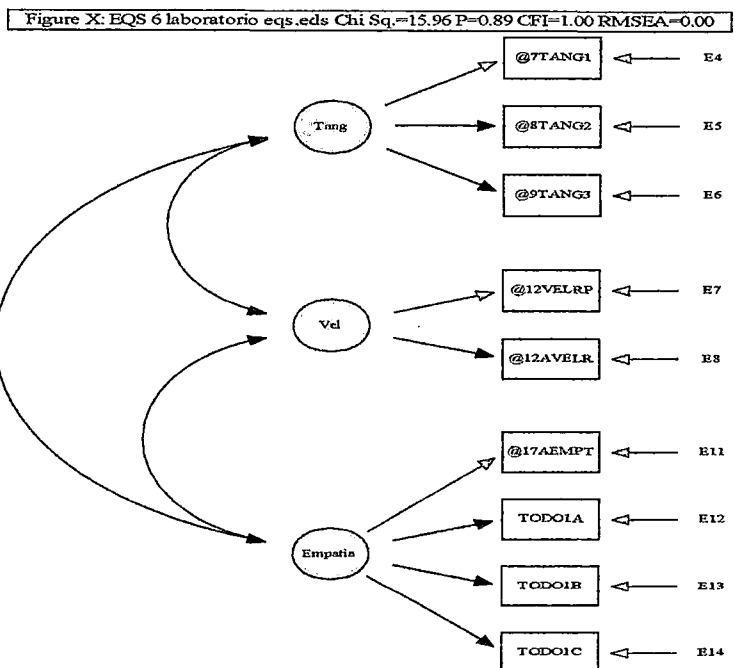 Figure X: EQS 6 laboratorio eqs.eds Chi Sq.=15.96 P=0.89 CFI=1.00 RMSEA=0.00
@7TANG1
E4
Tang
@8TANG2
E5
@9TANG3
E6
@12VELRP
E7
Vel
@12AVELR
E8
@17AEMPT
E11
TODO1A
E12
Empatia
TODO1B
E13
TODO1C
E14